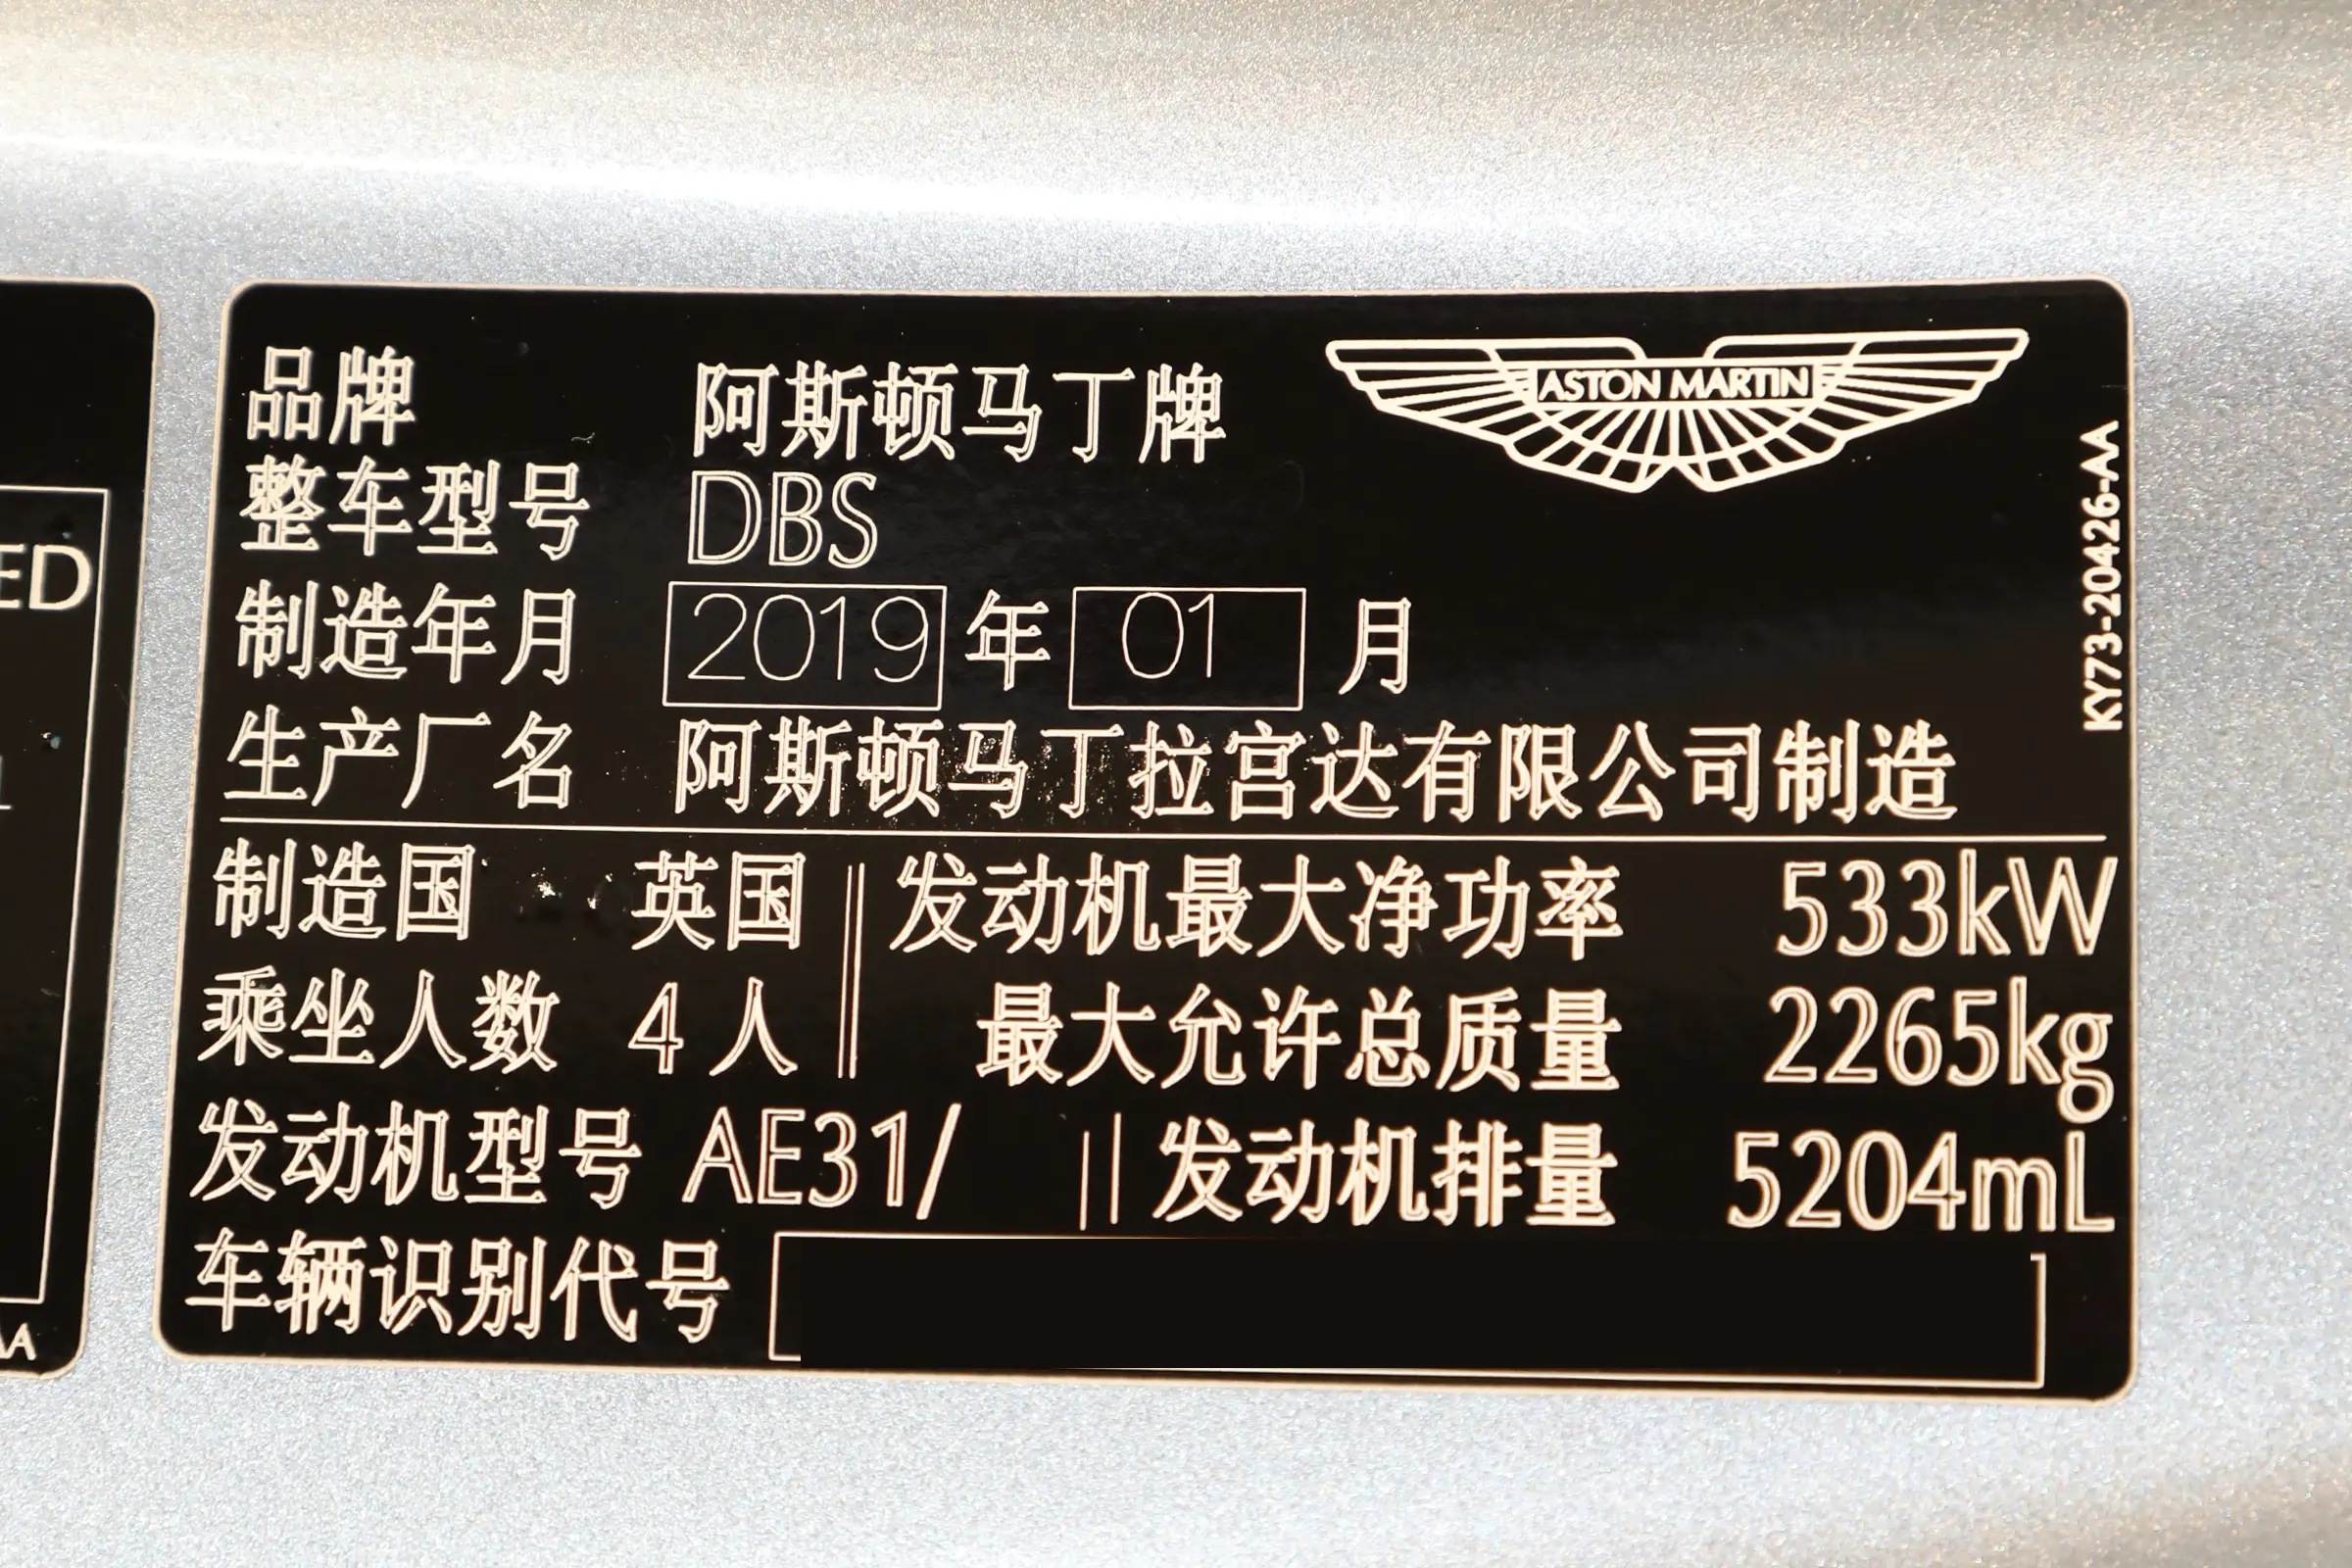 ED
AA
品牌 阿斯顿马丁牌
ASTON MARTIN
整车型号 DBS
制造年月 2019 年 01 月
KY73-20426-AA
生产厂名 阿斯顿马丁拉宫达有限公司制造
制造国 英国 发动机最大净功率 533kW
乘坐人数 4人 最大允许总质量 2265kg
发动机型号 AE31/ 发动机排量 5204mL
车辆识别代号